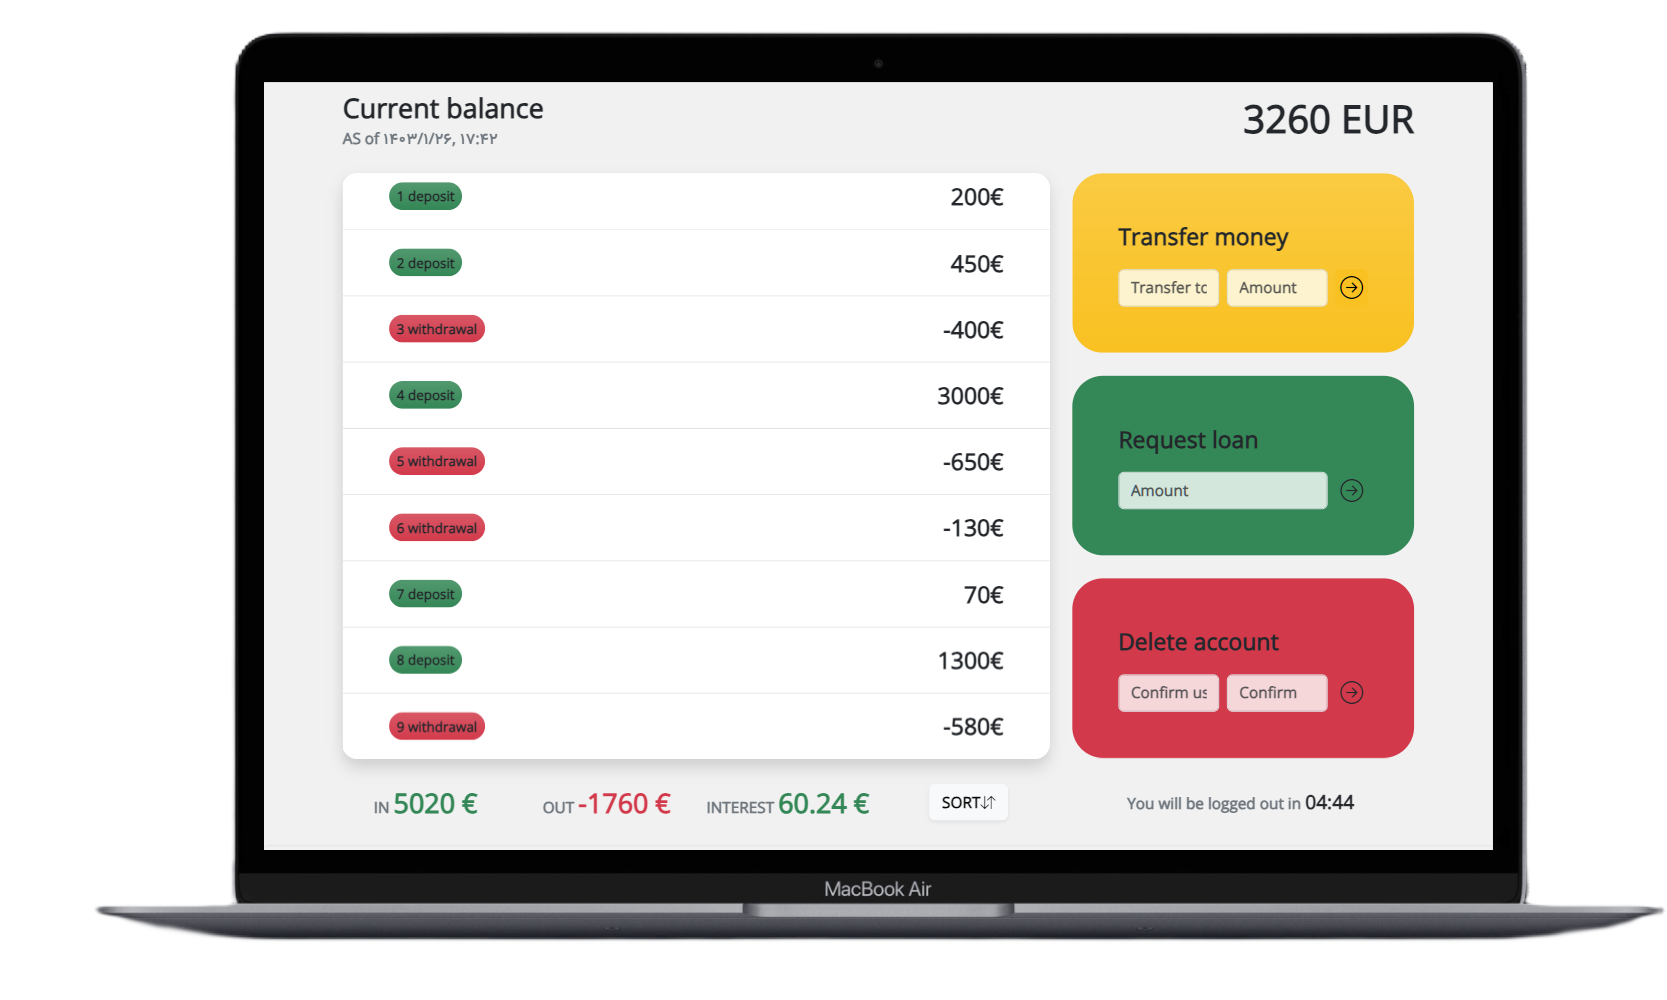 Current balance
AS of ۱۴۰۳/۱/۲۶, ۱۷:۴۲
3260 EUR
1 deposit 200€
2 deposit 450€
3 withdrawal -400€
4 deposit 3000€
5 withdrawal -650€
6 withdrawal -130€
7 deposit 70€
8 deposit 1300€
9 withdrawal -580€
Transfer money
Transfer to Amount
Request loan
Amount
Delete account
Confirm us Confirm
IN 5020 € OUT -1760 € INTEREST 60.24 € SORT
You will be logged out in 04:44
MacBook Air